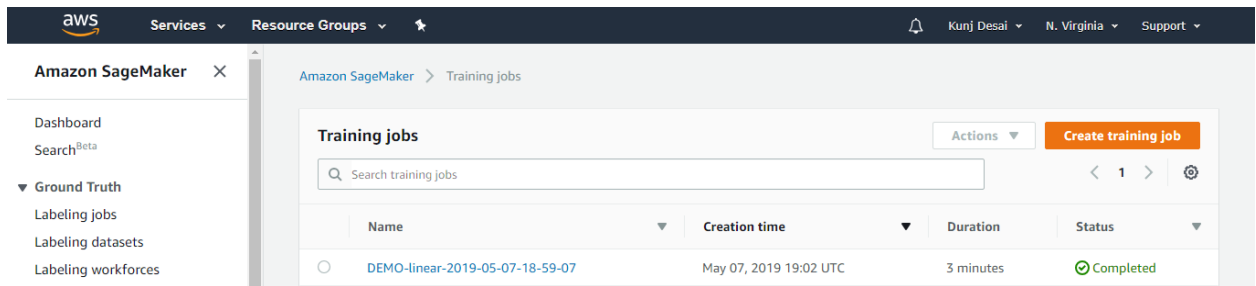 aws Services Resource Groups Kunj Desai N. Virginia Support
Amazon SageMaker
Dashboard
Search Beta
Ground Truth
Labeling jobs
Labeling datasets
Labeling workforces
Amazon SageMaker > Training jobs
Training jobs
Actions
Create training job
Search training jobs
< 1 >
Name Creation time Duration Status
DEMO-linear-2019-05-07-18-59-07 May 07, 2019 19:02 UTC 3 minutes Completed